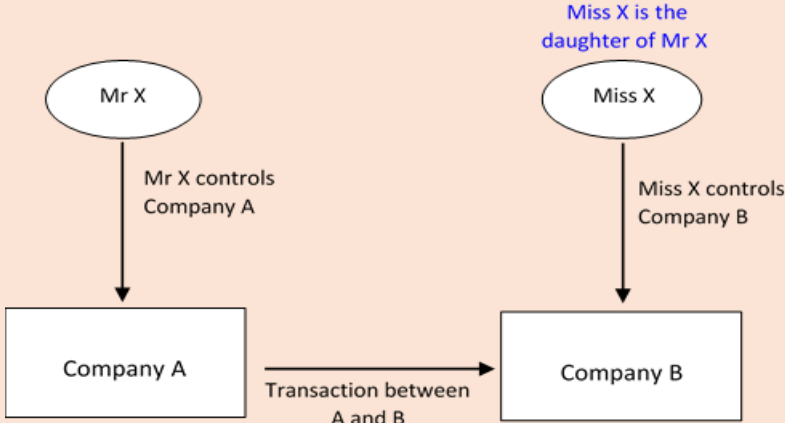 Miss X is the
daughter of Mr X
Mr X
Miss X
Mr X controls
Company A
Miss X controls
Company B
Company A
Company B
Transaction between
A and B